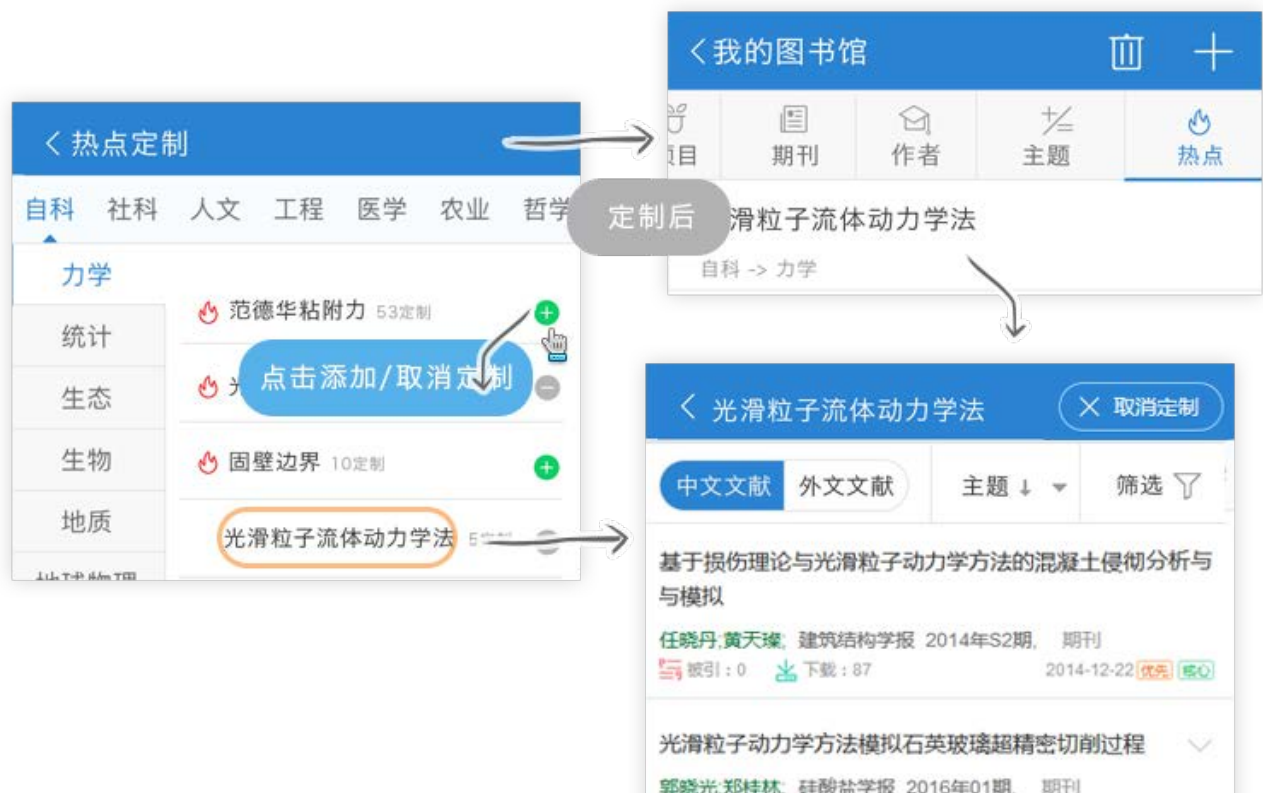 热点定制
自科 社科 人文 工程 医学 农业 哲学
力学
统计
生态
生物
地质
范德华粘附力 53定制
点击添加/取消定制
固壁边界 10定制
光滑粒子流体动力学法 5
定制后
我的图书馆
期刊 作者 主题 热点
滑粒子流体动力学法
自科 -> 力学
光滑粒子流体动力学法 取消定制
中文文献 外文文献 主题 筛选
基于损伤理论与光滑粒子动力学方法的混凝土侵彻分析与
与模拟
任晓丹;黄天璨; 建筑结构学报 2014年S2期, 期刊
被引:0 下载:87 2014-12-22 优先 核心
光滑粒子动力学方法模拟石英玻璃超精密切削过程
郭晓光;郑桂林; 硅酸盐学报 2016年01期, 期刊